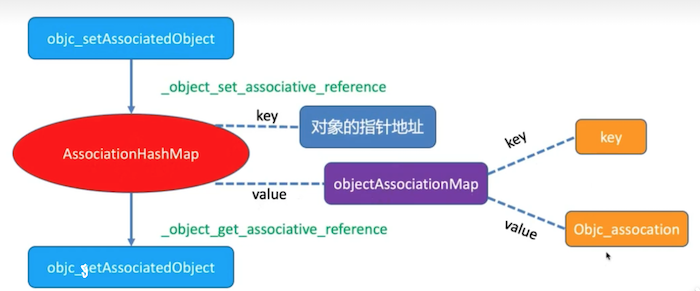 objc_setAssociatedObject
_object_set_associative_reference
key
对象的指针地址
key
key
AssociationHashMap
objectAssociationMap
value
value
Objc_assocation
_object_get_associative_reference
objc_setAssociatedObject